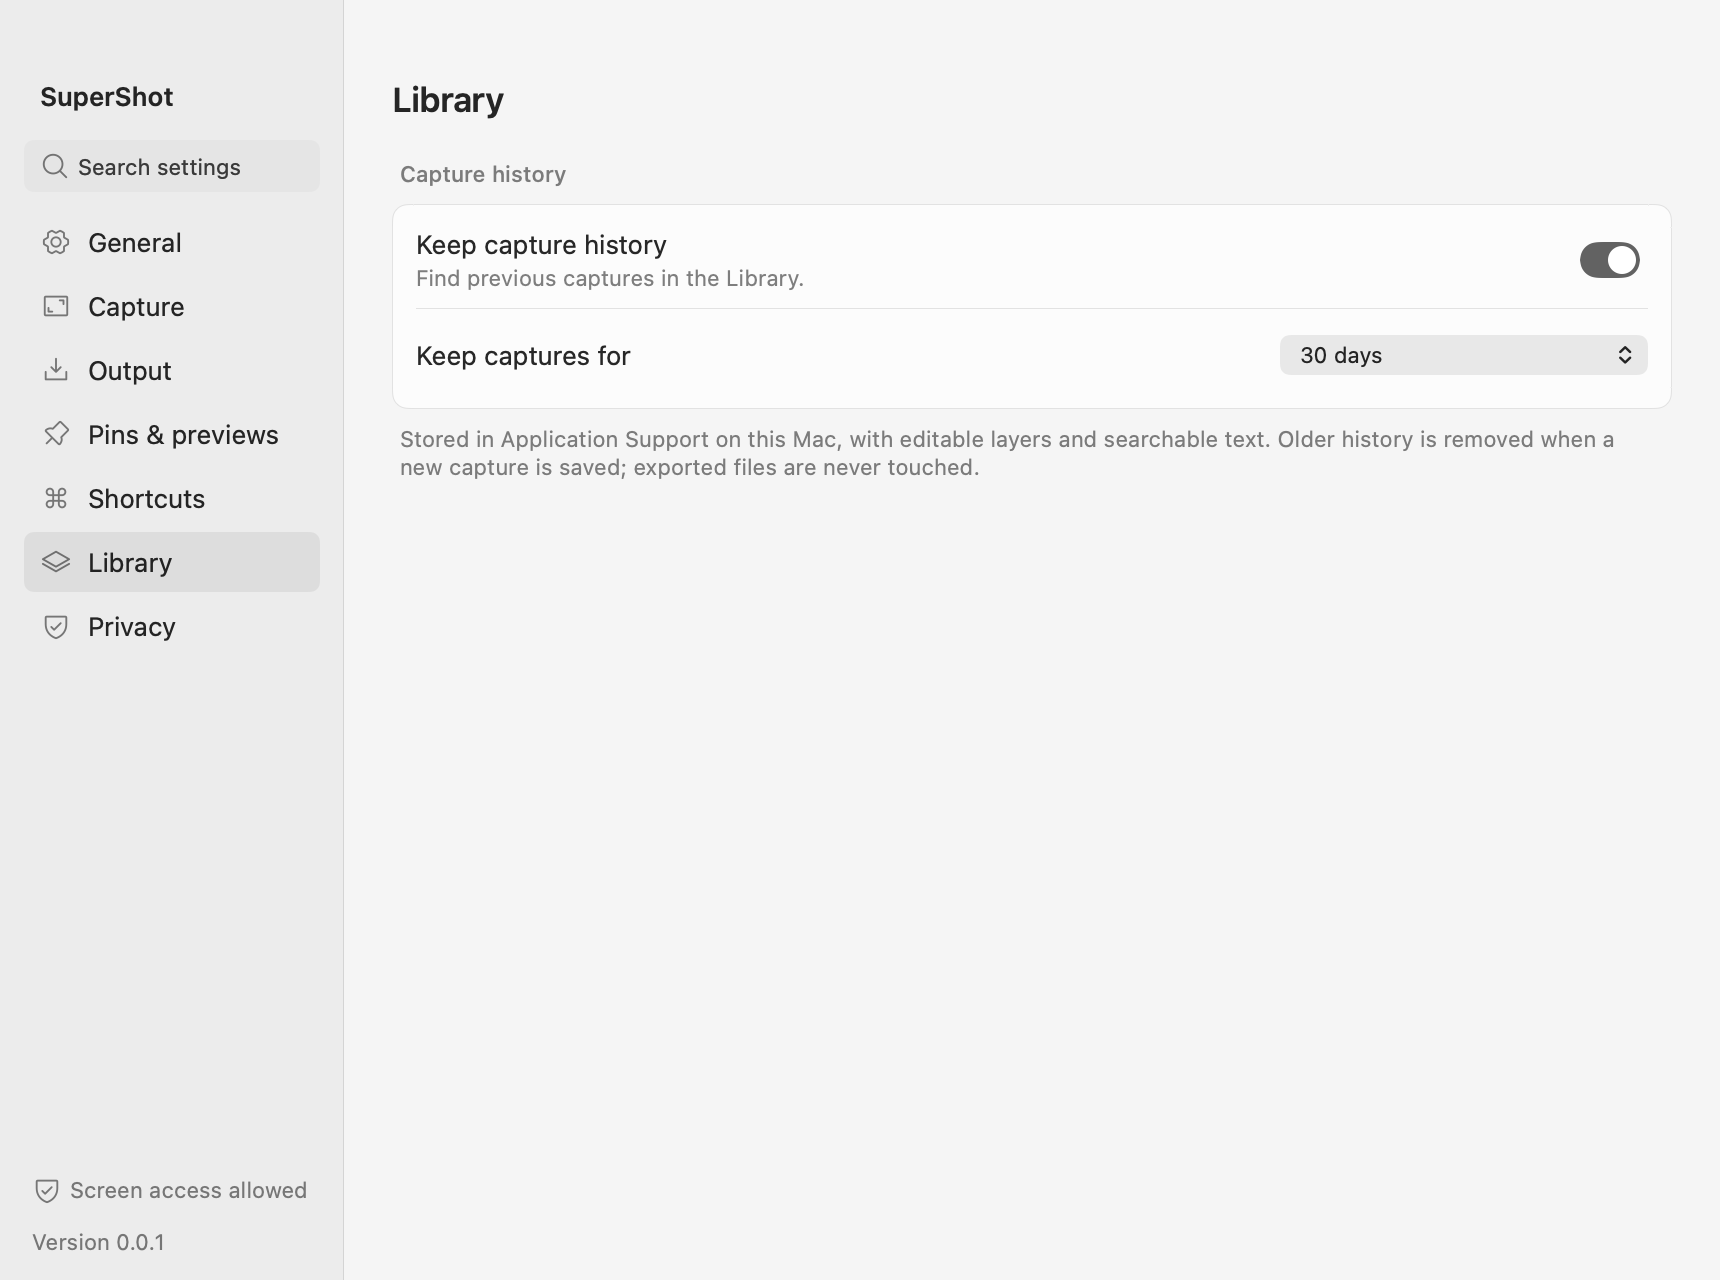 SuperShot
Search settings
General
Capture
Output
Pins & previews
Shortcuts
Library
Privacy
Screen access allowed
Version 0.0.1
Library
Capture history
Keep capture history
Find previous captures in the Library.
Keep captures for
30 days
Stored in Application Support on this Mac, with editable layers and searchable text. Older history is removed when a
new capture is saved; exported files are never touched.